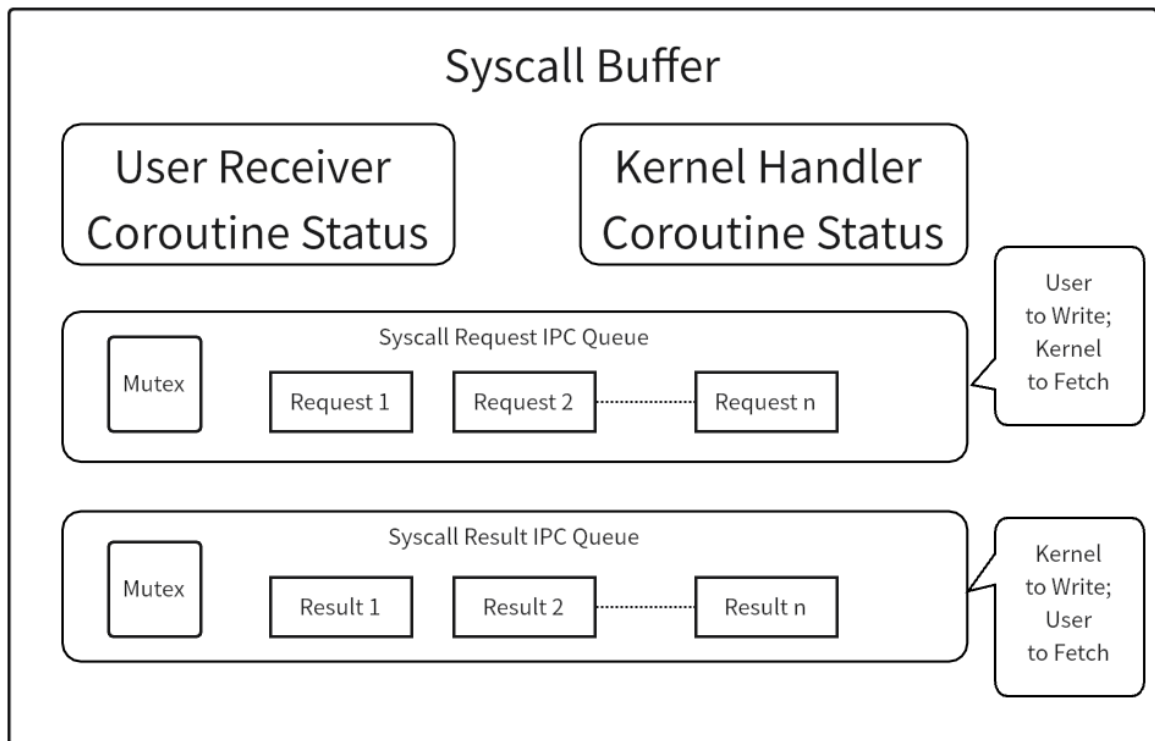 Syscall Buffer
User Receiver
Coroutine Status
Kernel Handler
Coroutine Status
User
to Write;
Kernel
to Fetch
Syscall Request IPC Queue
Mutex
Request 1
Request 2
Request n
Kernel
to Write;
User
to Fetch
Syscall Result IPC Queue
Mutex
Result 1
Result 2
Result n